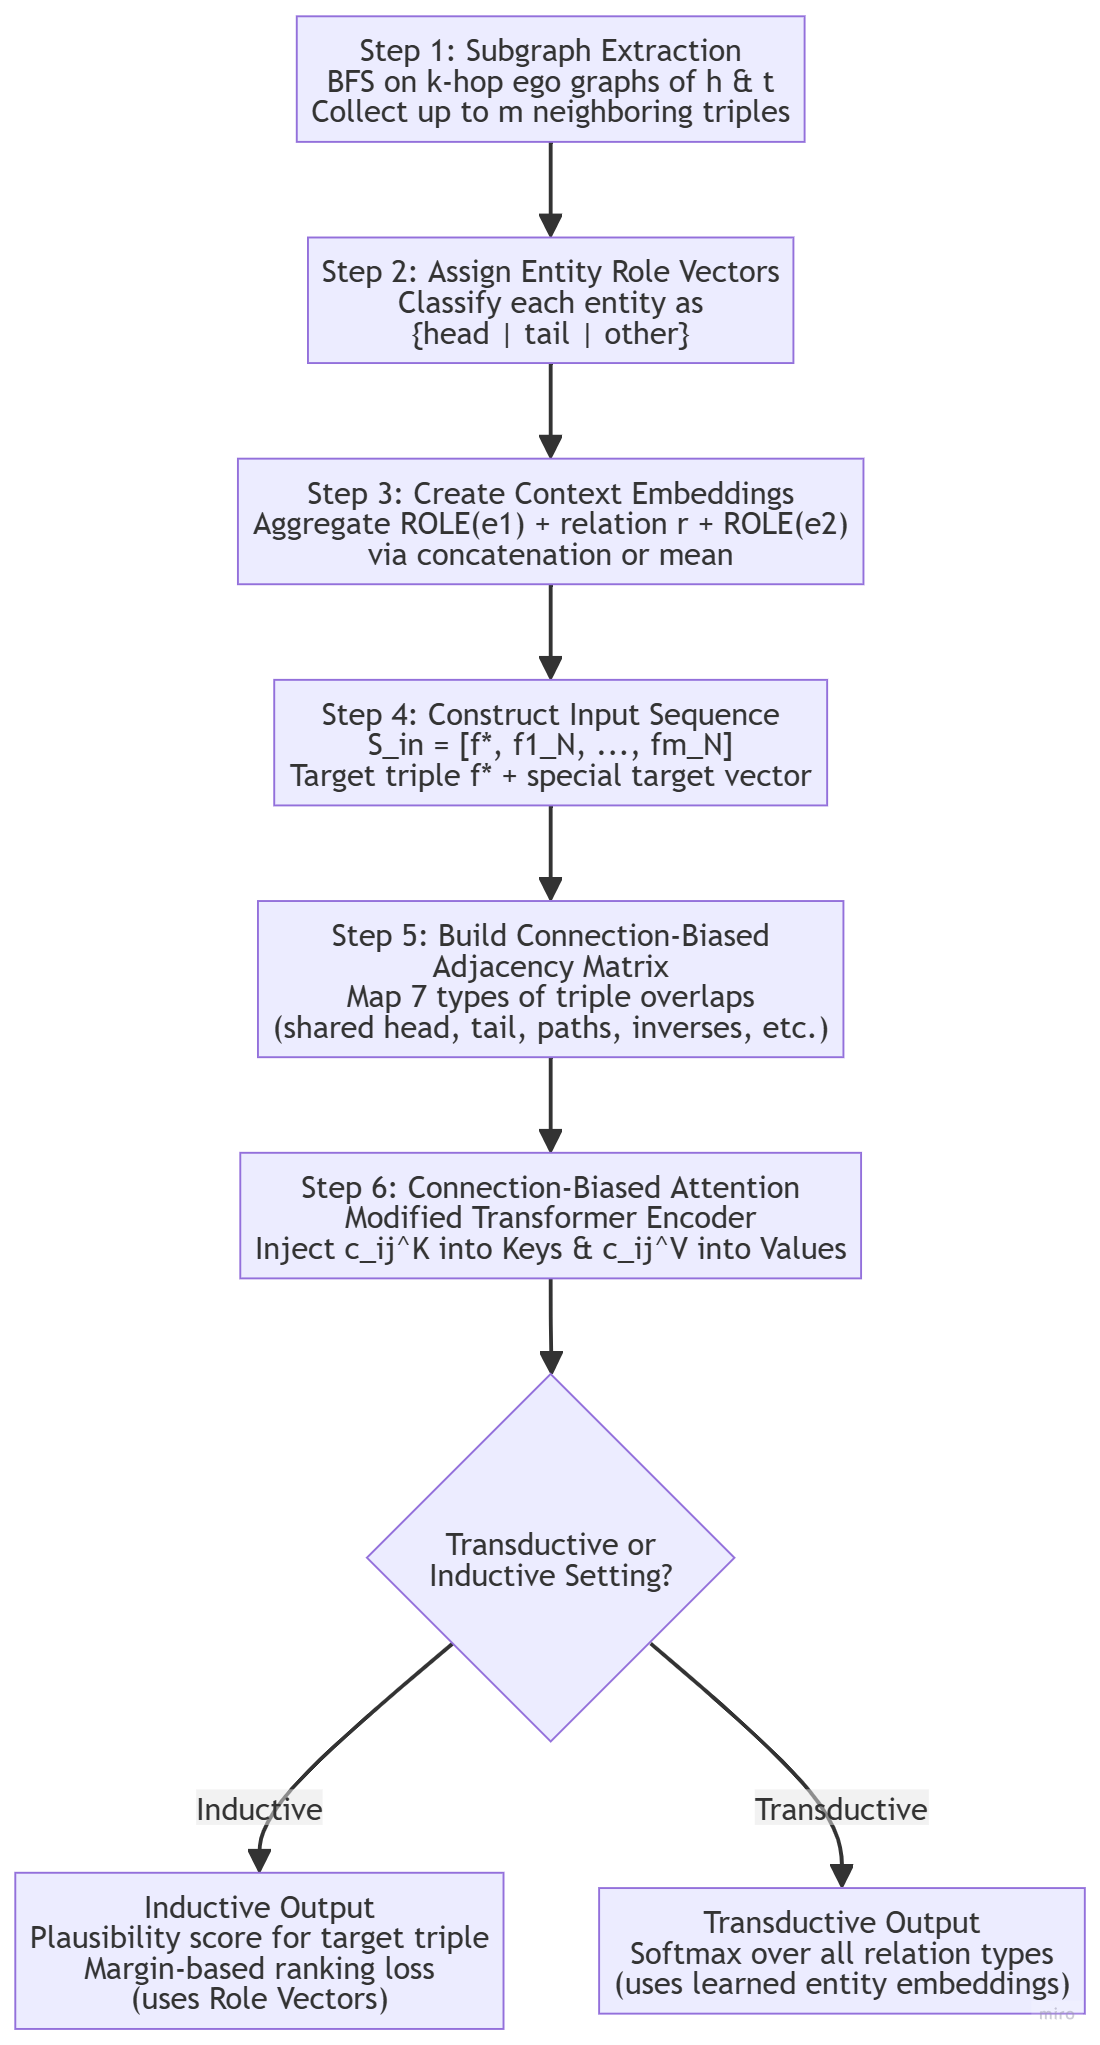 Step 1: Subgraph Extraction
BFS on k-hop ego graphs of h & t
Collect up to m neighboring triples
Step 2: Assign Entity Role Vectors
Classify each entity as
{head | tail | other}
Step 3: Create Context Embeddings
Aggregate ROLE(e1) + relation r + ROLE(e2)
via concatenation or mean
Step 4: Construct Input Sequence
S_in = [f*, f1_N, ..., fm_N]
Target triple f* + special target vector
Step 5: Build Connection-Biased
Adjacency Matrix
Map 7 types of triple overlaps
(shared head, tail, paths, inverses, etc.)
Step 6: Connection-Biased Attention
Modified Transformer Encoder
Inject c_ij^K into Keys & c_ij^V into Values
Transductive or
Inductive Setting?
Inductive
Transductive
Inductive Output
Plausibility score for target triple
Margin-based ranking loss
(uses Role Vectors)
Transductive Output
Softmax over all relation types
(uses learned entity embeddings)
miro